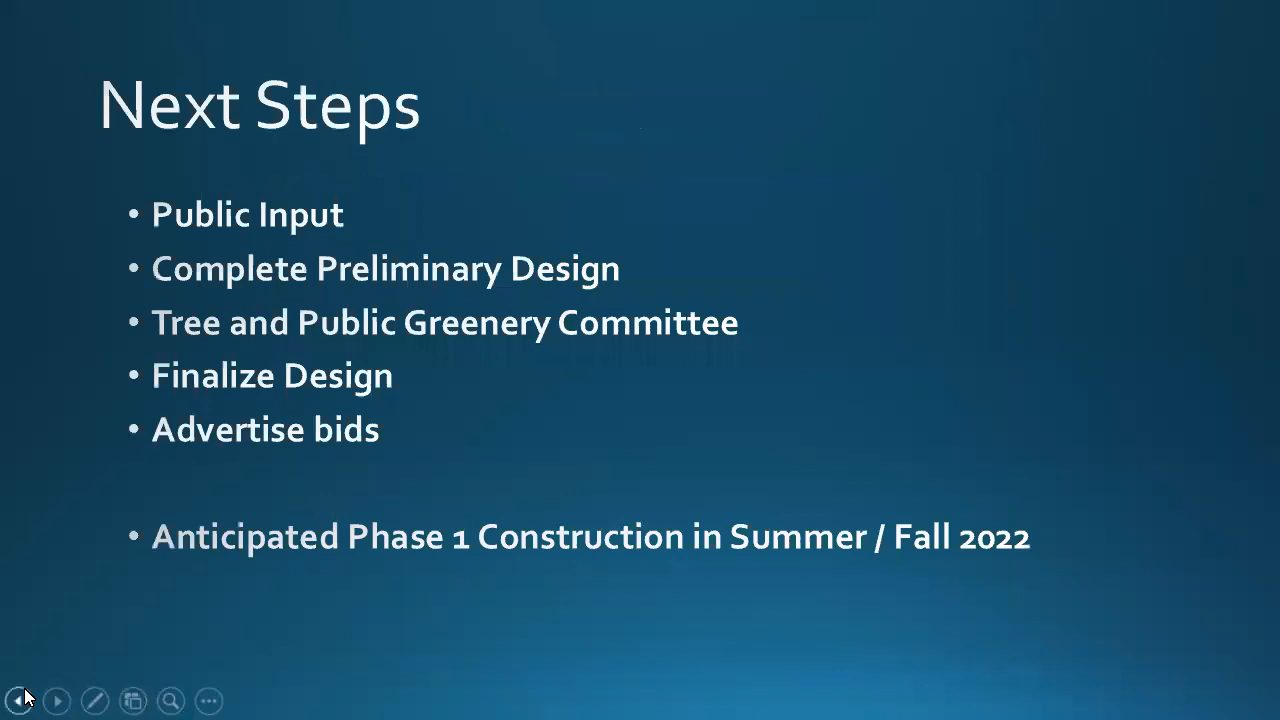 Next Steps
• Public Input
• Complete Preliminary Design
• Tree and Public Greenery Committee
• Finalize Design
• Advertise bids
• Anticipated Phase 1 Construction in Summer / Fall 2022